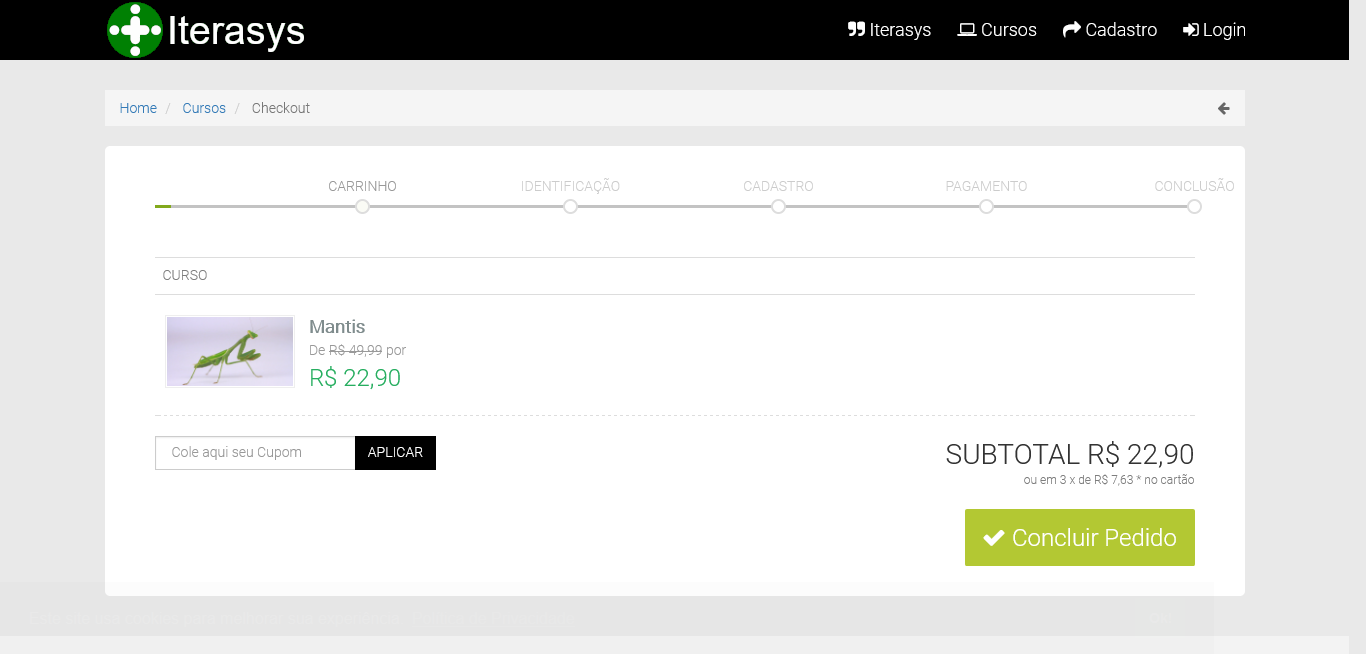 Iterasys
Iterasys Cursos Cadastro Login
Home / Cursos / Checkout
CARRINHO IDENTIFICAÇÃO CADASTRO PAGAMENTO CONCLUSÃO
CURSO
Mantis
De R$ 49,99 por
R$ 22,90
Cole aqui seu Cupom APLICAR
SUBTOTAL R$ 22,90
ou em 3 x de R$ 7,63 * no cartão
Concluir Pedido